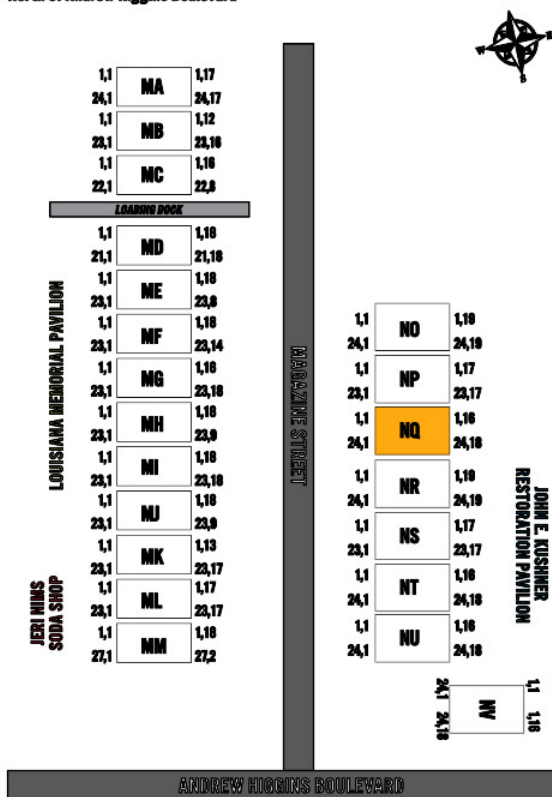 North of Andrew Higgins Boulevard
N
W
E
S
1,1 MA 1,17
24,1 24,17
1,1 MB 1,12
23,1 23,16
1,1 MC 1,16
22,1 22,8
LOADING DOCK
1,1 MD 1,18
21,1 21,18
1,1 ME 1,18
23,1 23,8
1,1 MF 1,18
23,1 23,14
1,1 MG 1,18
23,1 23,18
1,1 MH 1,18
23,1 23,9
1,1 MI 1,18
23,1 23,18
1,1 MJ 1,18
23,1 23,9
1,1 MK 1,13
23,1 23,17
1,1 ML 1,17
23,1 23,17
1,1 MM 1,18
27,1 27,2
LOUISIANA MEMORIAL PAVILION
JERI NIMS
SODA SHOP
MAGAZINE STREET
1,1 NO 1,19
24,1 24,19
1,1 NP 1,17
23,1 23,17
1,1 NQ 1,16
24,1 24,18
1,1 NR 1,19
24,1 24,19
1,1 NS 1,17
23,1 23,17
1,1 NT 1,16
24,1 24,18
1,1 NU 1,16
24,1 24,18
JOHN E. KUSHNER
RESTORATION PAVILION
1,1 NV 1,16
24,1 24,18
ANDREW HIGGINS BOULEVARD